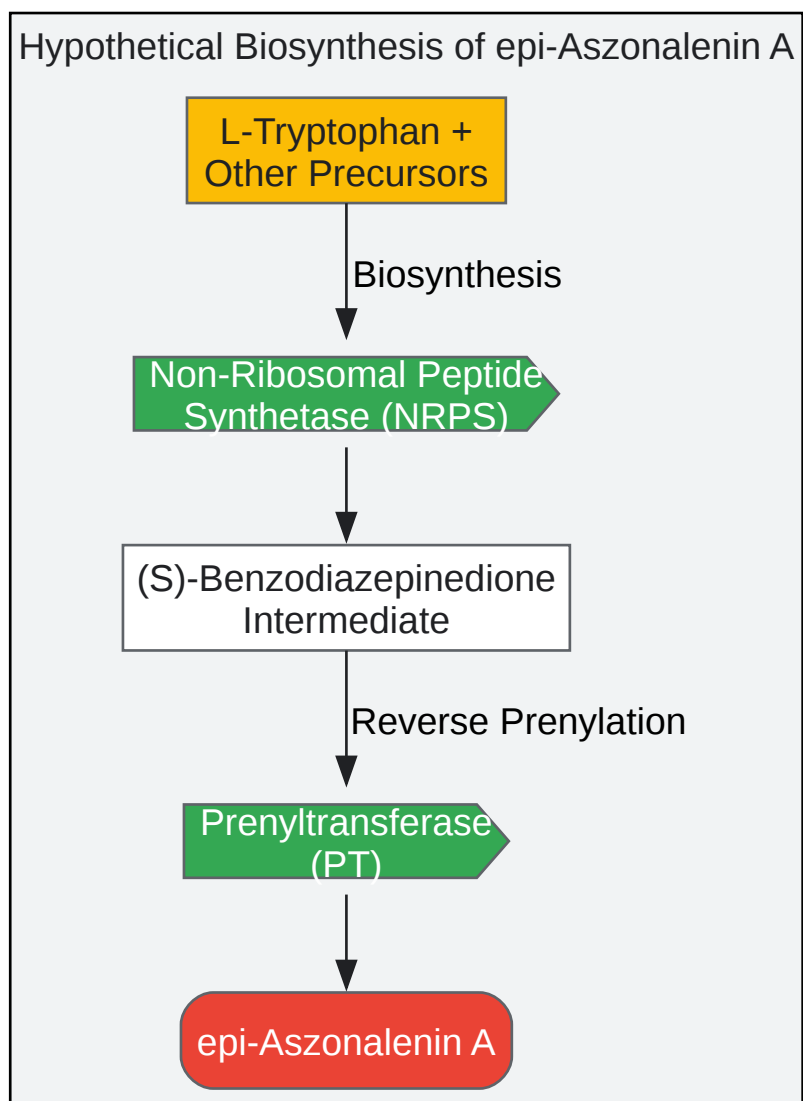 Hypothetical Biosynthesis of epi-Aszonalenin A
L-Tryptophan +
Other Precursors
Biosynthesis
Non-Ribosomal Peptide
Synthetase (NRPS)
(S)-Benzodiazepinedione
Intermediate
Reverse Prenylation
Prenyltransferase
(PT)
epi-Aszonalenin A